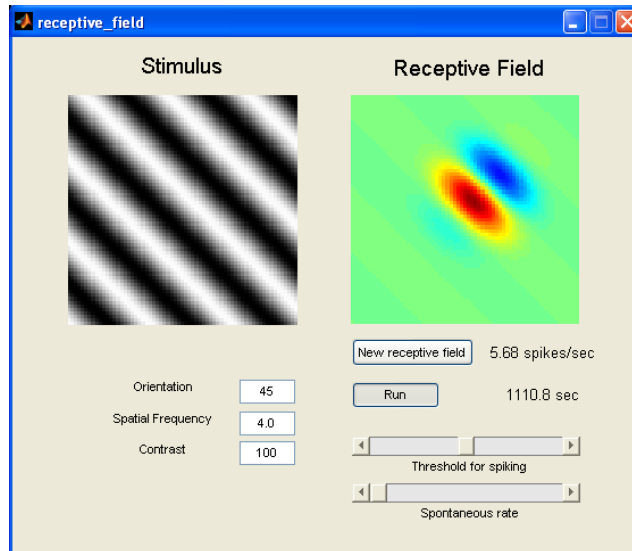 receptive_field
Stimulus
Receptive Field
New receptive field
5.68 spikes/sec
Run
1110.8 sec
Orientation
45
Spatial Frequency
4.0
Contrast
100
Threshold for spiking
Spontaneous rate